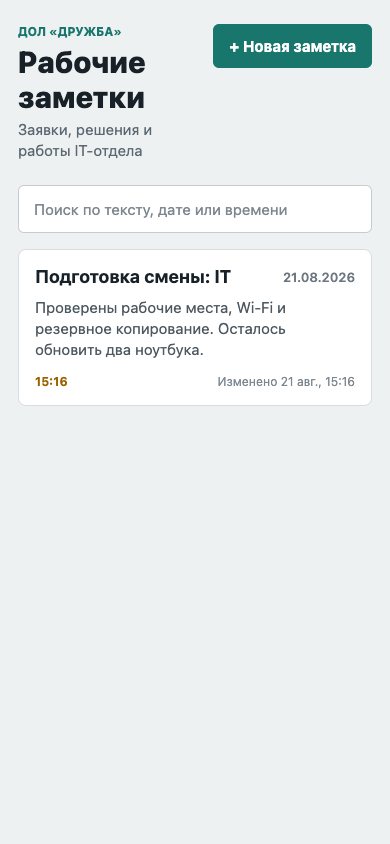 ДОЛ «ДРУЖБА»
Рабочие
заметки
Заявки, решения и
работы IT-отдела
+ Новая заметка
Поиск по тексту, дате или времени
Подготовка смены: IT
21.08.2026
Проверены рабочие места, Wi-Fi и
резервное копирование. Осталось
обновить два ноутбука.
15:16
Изменено 21 авг., 15:16